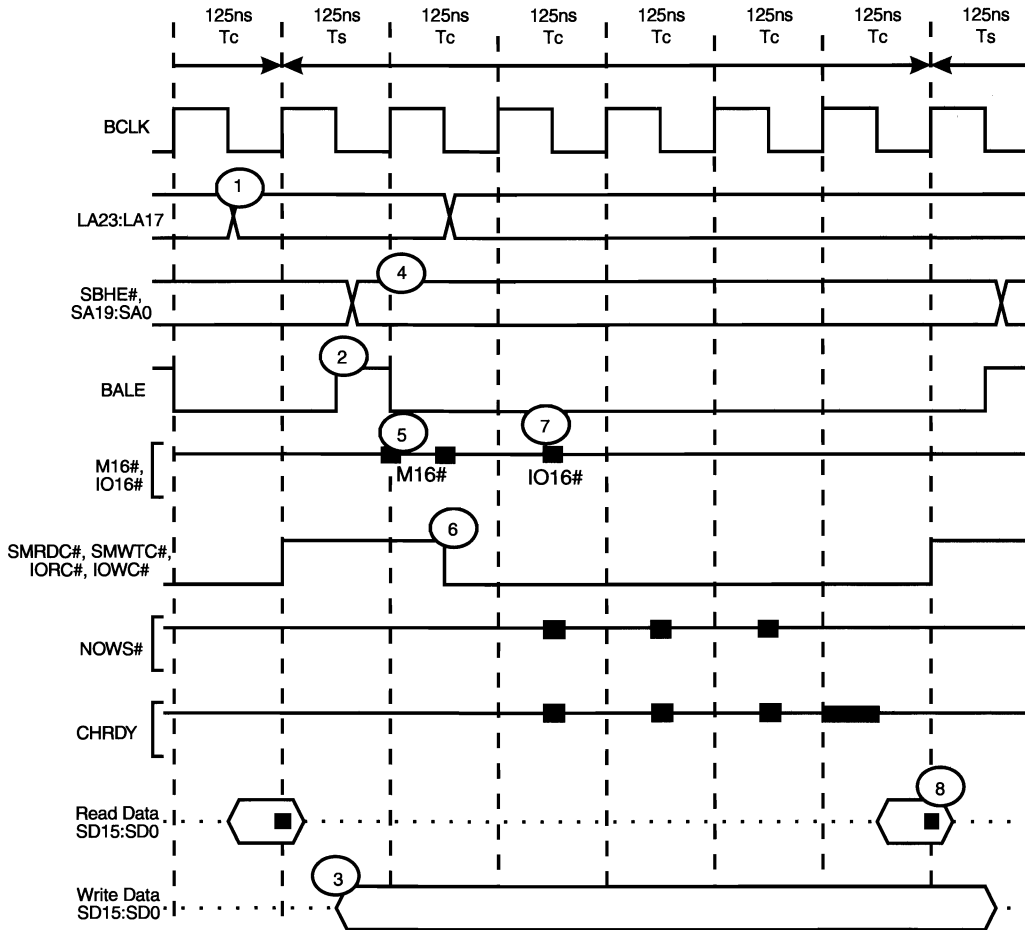 125ns 125ns 125ns 125ns 125ns 125ns 125ns 125ns
Tc Ts Tc Tc Tc Tc Tc Ts
BCLK
1
LA23:LA17
4
SBHE#,
SA19:SA0
2
BALE
5
7
M16#,
IO16#
M16#
IO16#
6
SMRDC#, SMWTC#,
IORC#, IOWC#
NOWS#
CHRDY
8
Read Data
SD15:SD0
3
Write Data
SD15:SD0